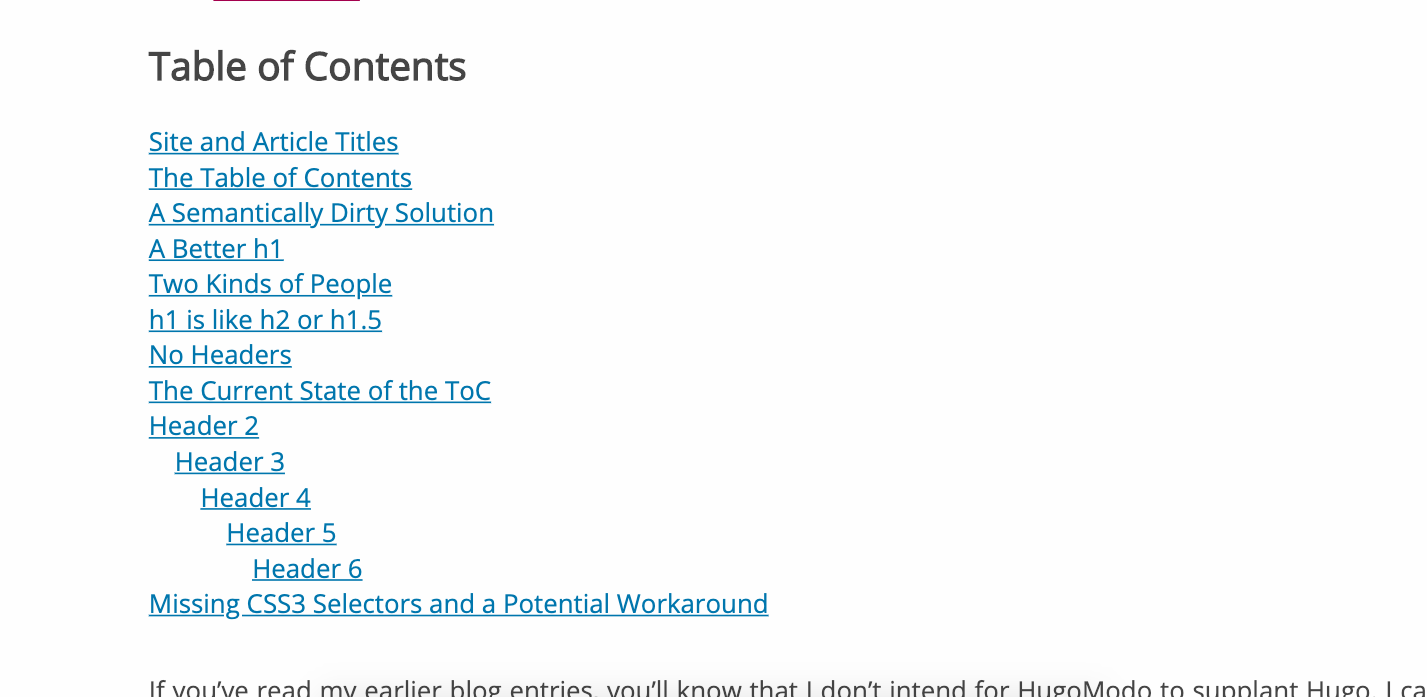 Table of Contents
Site and Article Titles
The Table of Contents
A Semantically Dirty Solution
A Better h1
Two Kinds of People
h1 is like h2 or h1.5
No Headers
The Current State of the ToC
Header 2
Header 3
Header 4
Header 5
Header 6
Missing CSS3 Selectors and a Potential Workaround
If you’ve read my earlier blog entries, you’ll know that I don’t intend for HugoModo to supplant Hugo. I ca